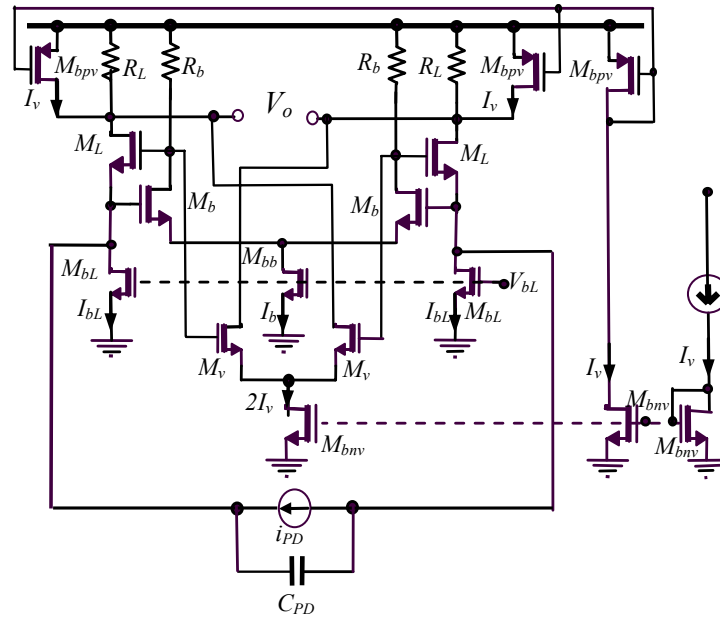 M_bpv R_L R_b R_b R_L M_bpv M_bpv
I_v V_o I_v
M_L M_L
M_b M_b
M_bL M_bb V_bL
I_bL I_b I_bL M_bL
M_v M_v I_v I_v
2I_v M_bnv
M_bnv M_bnv
i_PD
C_PD